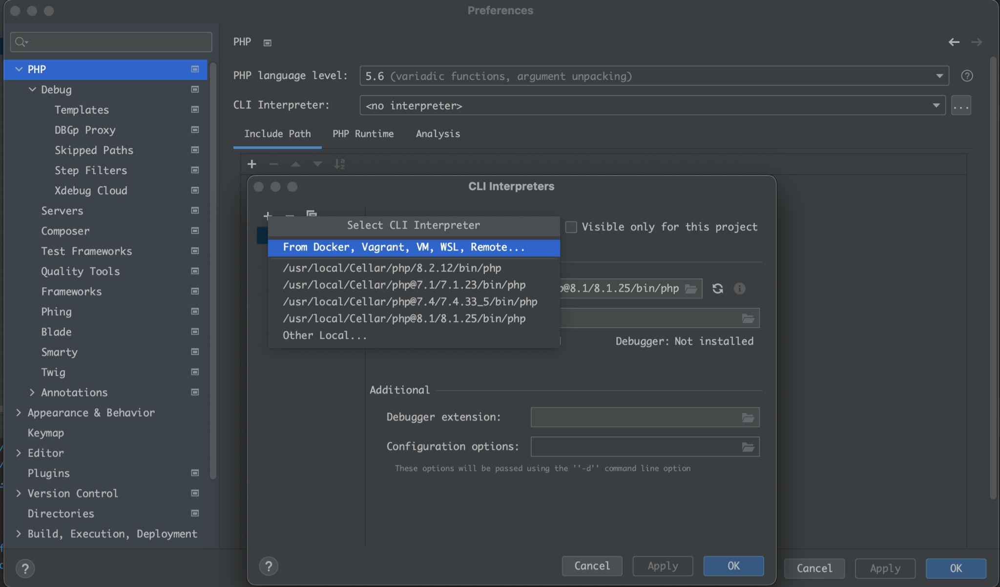 Preferences
PHP
PHP language level:
5.6 (variadic functions, argument unpacking)
CLI Interpreter:
<no interpreter>
...
Include Path
PHP Runtime
Analysis
PHP
Debug
Templates
DBGp Proxy
Skipped Paths
Step Filters
Xdebug Cloud
Servers
Composer
Test Frameworks
Quality Tools
Frameworks
Phing
Blade
Smarty
Twig
Annotations
Appearance & Behavior
Keymap
Editor
Plugins
Version Control
Directories
Build, Execution, Deployment
CLI Interpreters
Select CLI Interpreter
From Docker, Vagrant, VM, WSL, Remote...
/usr/local/Cellar/php/8.2.12/bin/php
/usr/local/Cellar/php@7.1/7.1.23/bin/php
/usr/local/Cellar/php@7.4/7.4.33_5/bin/php
/usr/local/Cellar/php@8.1/8.1.25/bin/php
Other Local...
Visible only for this project
@8.1/8.1.25/bin/php
Debugger: Not installed
Additional
Debugger extension:
Configuration options:
These options will be passed using the ''-d'' command line option
?
Cancel
Apply
OK
?
Cancel
Apply
OK